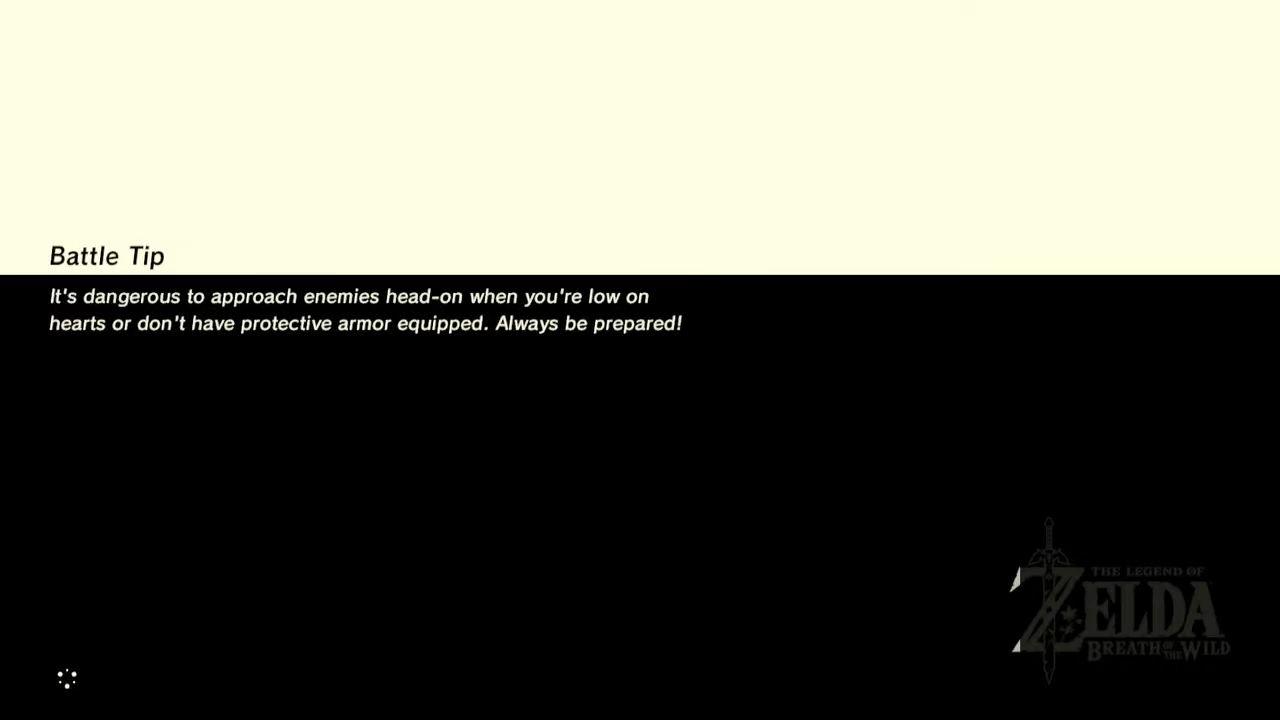 Battle Tip
It's dangerous to approach enemies head-on when you're low on
hearts or don't have protective armor equipped. Always be prepared!
THE LEGEND OF
ZELDA
BREATH OF THE WILD